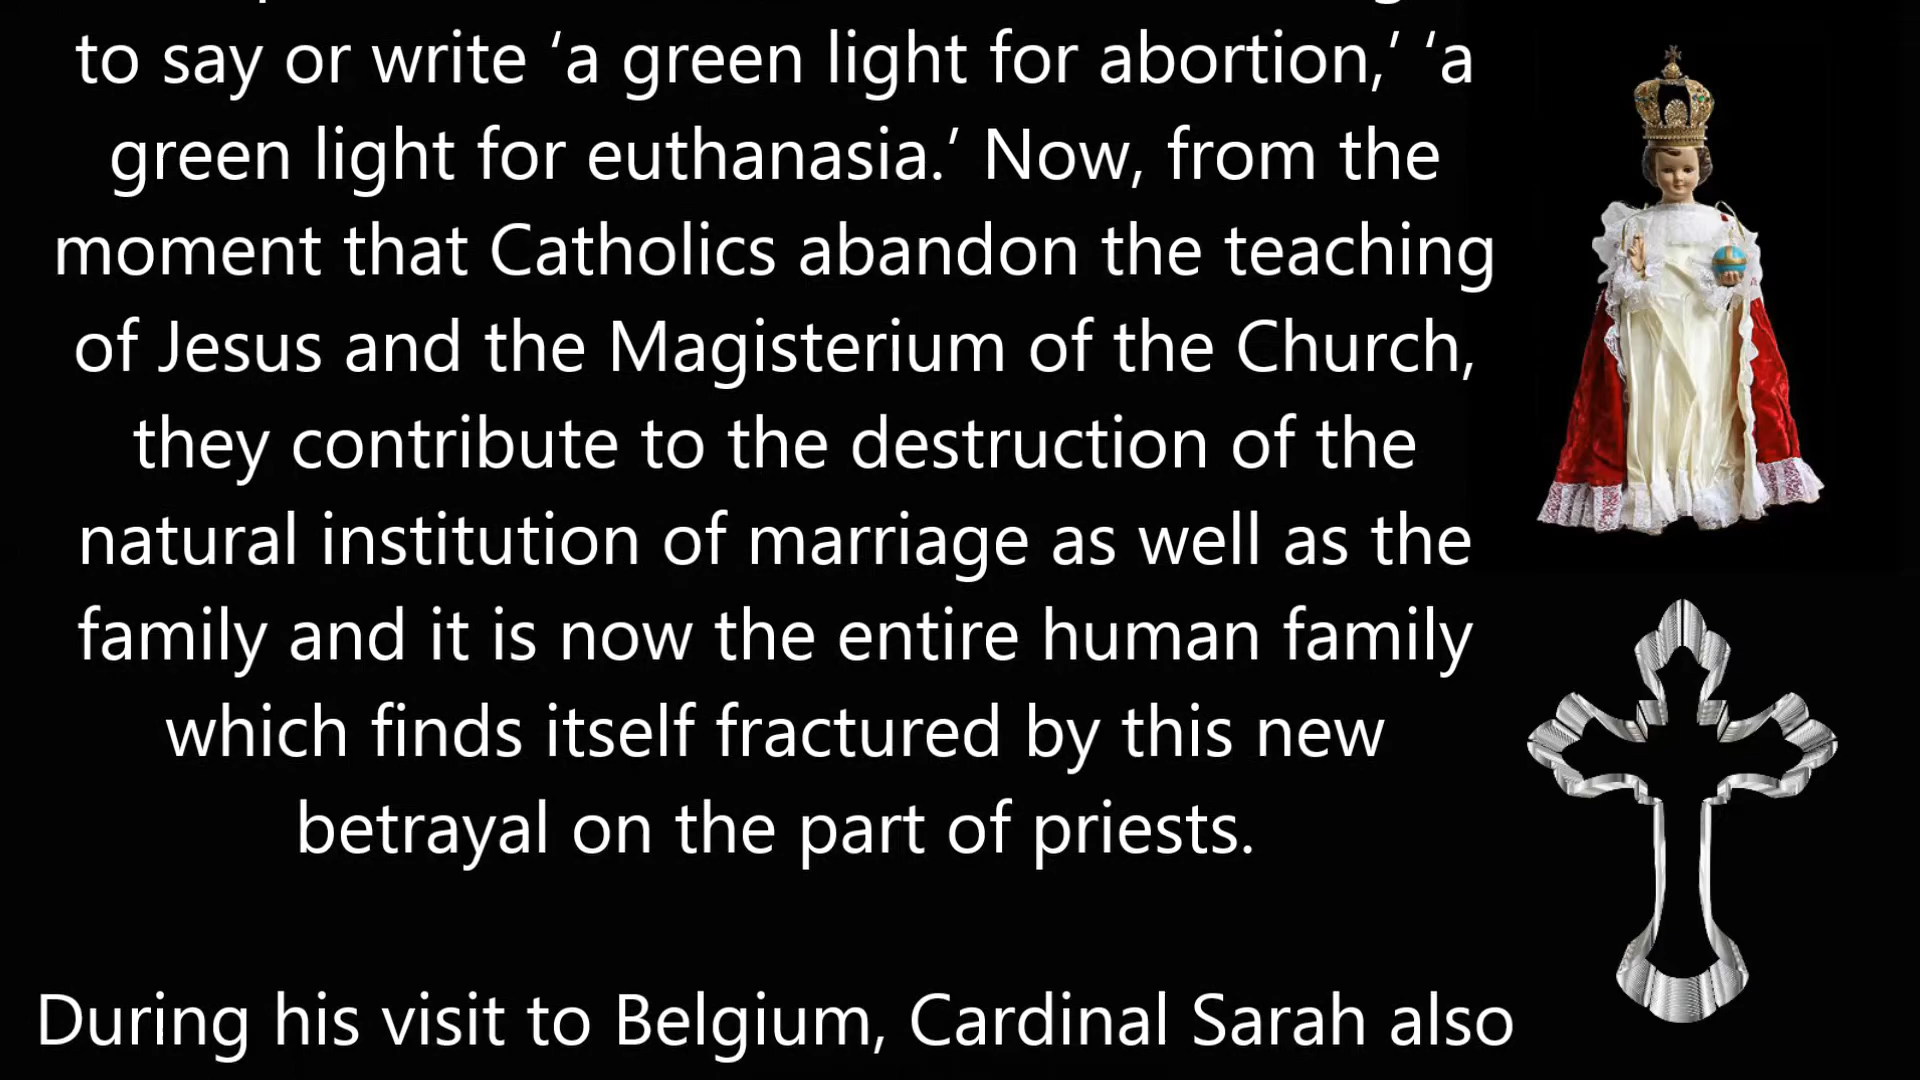 to say or write ‘a green light for abortion,’ ‘a
green light for euthanasia.’ Now, from the
moment that Catholics abandon the teaching
of Jesus and the Magisterium of the Church,
they contribute to the destruction of the
natural institution of marriage as well as the
family and it is now the entire human family
which finds itself fractured by this new
betrayal on the part of priests.
During his visit to Belgium, Cardinal Sarah also